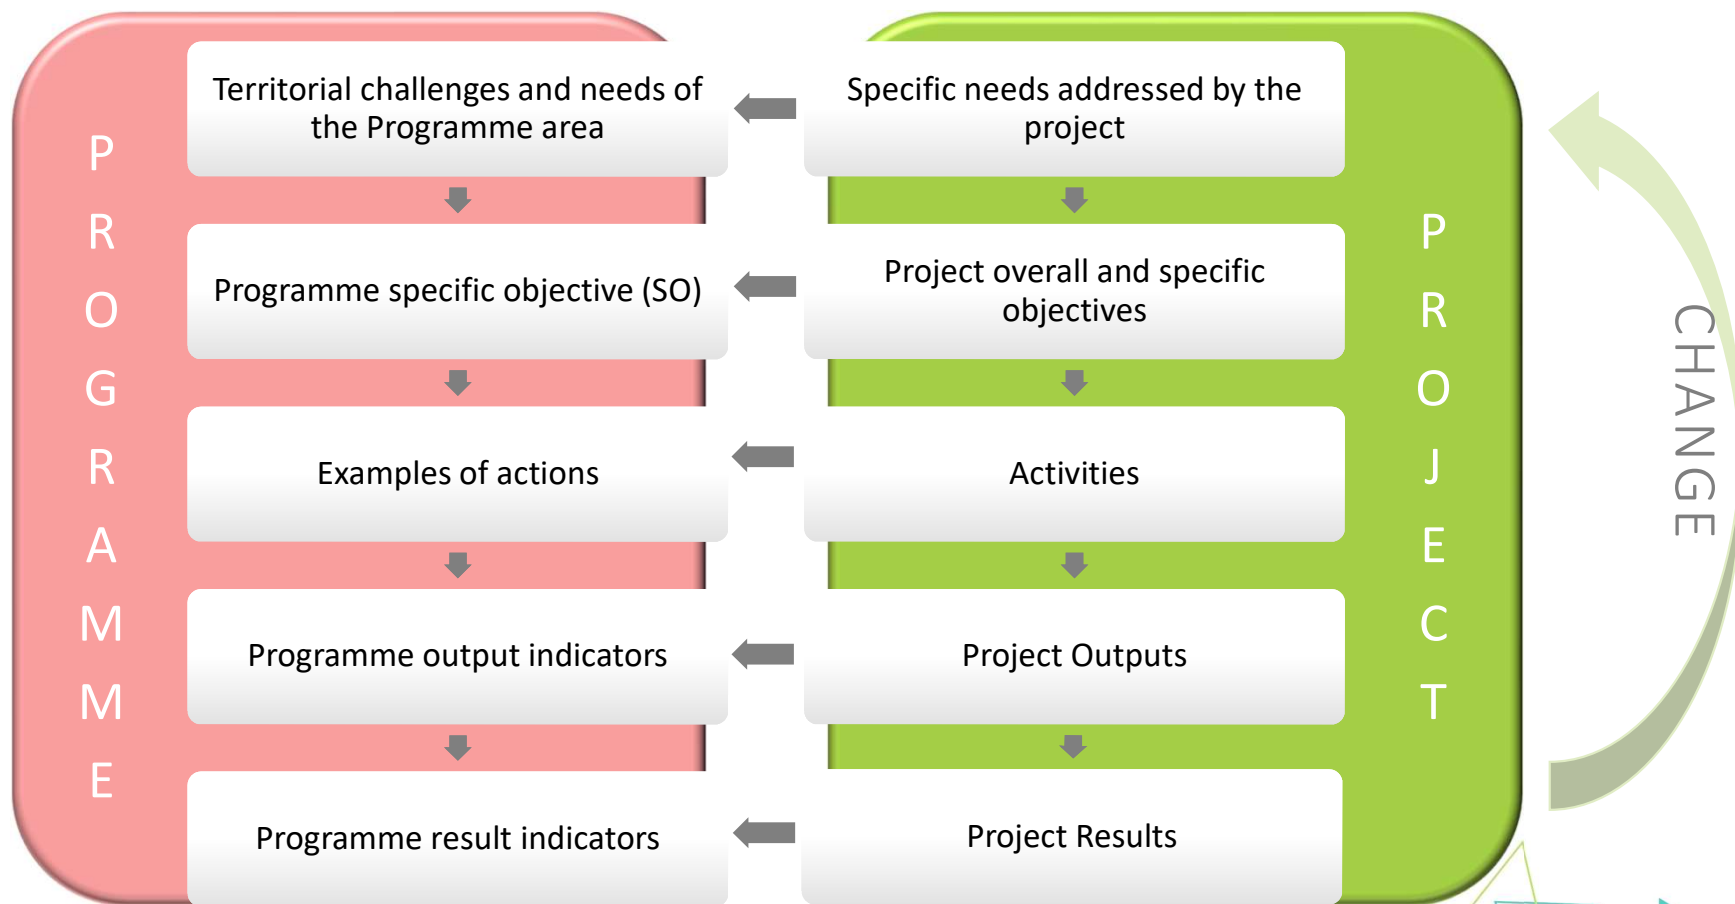 PROGRAMME
Territorial challenges and needs of
the Programme area
Programme specific objective (SO)
Examples of actions
Programme output indicators
Programme result indicators
Specific needs addressed by the
project
Project overall and specific
objectives
Activities
Project Outputs
Project Results
PROJECT
CHANGE